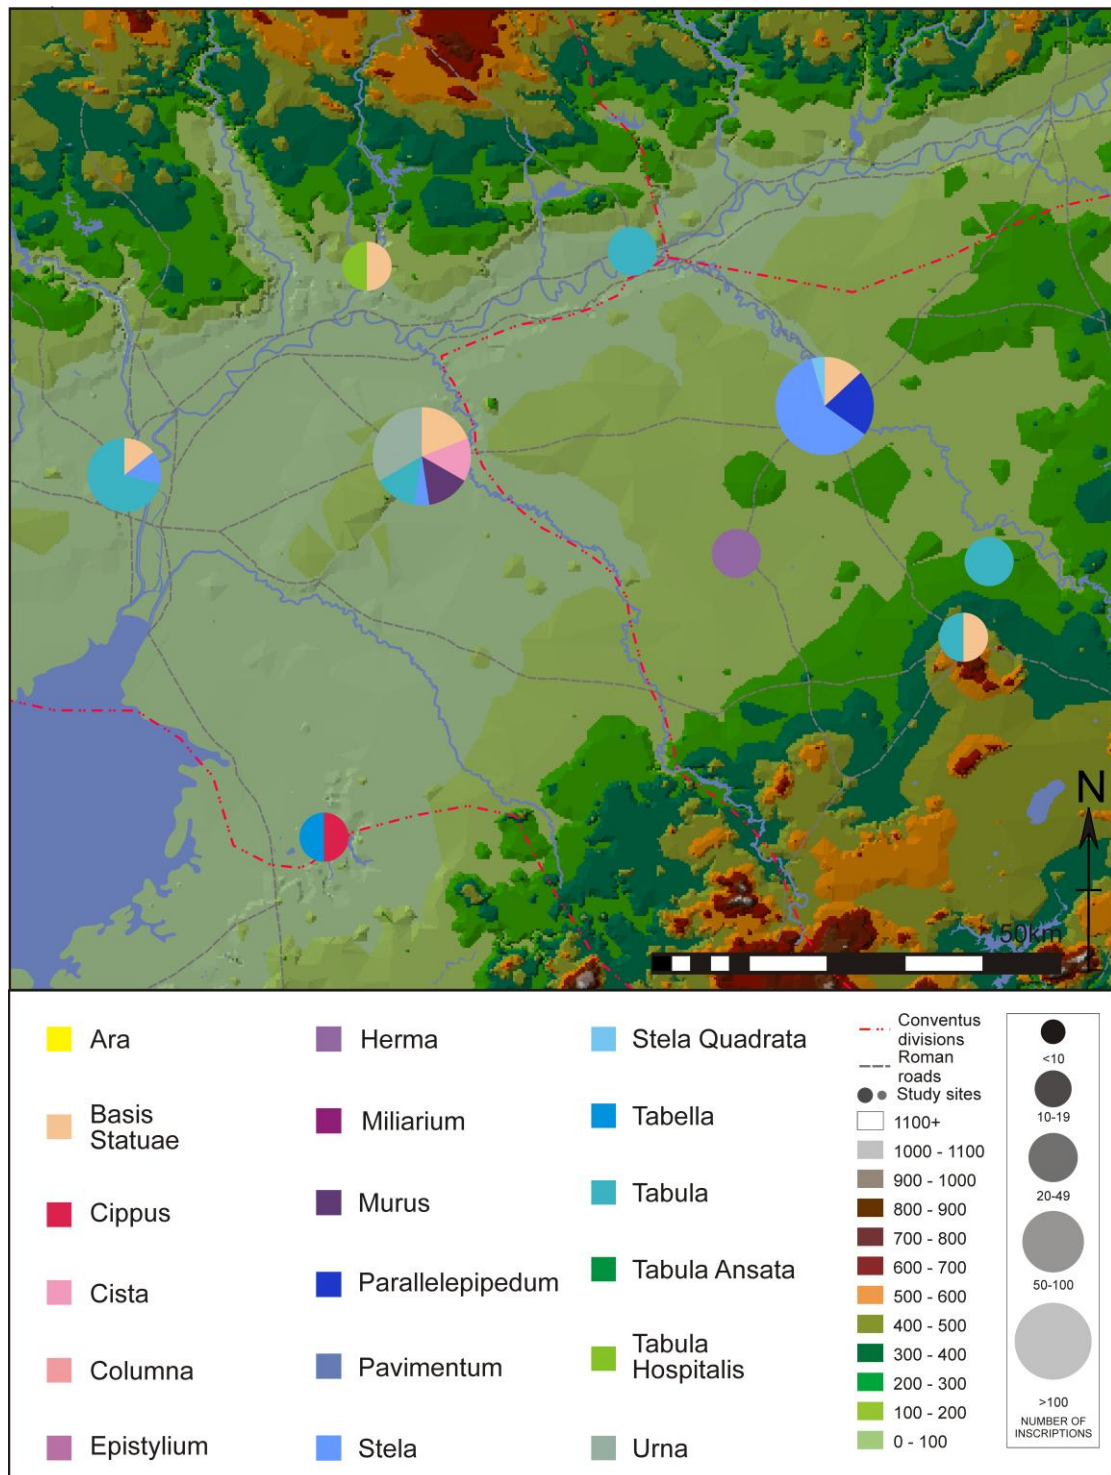 N
50km
Ara
Basis
Statuae
Cippus
Cista
Columna
Epistylium
Herma
Miliarium
Murus
Parallelepipedum
Pavimentum
Stela
Stela Quadrata
Tabella
Tabula
Tabula Ansata
Tabula
Hospitalis
Urna
Conventus
divisions
Roman
roads
Study sites
1100+
1000 - 1100
900 - 1000
800 - 900
700 - 800
600 - 700
500 - 600
400 - 500
300 - 400
200 - 300
100 - 200
0 - 100
<10
10-19
20-49
50-100
>100
NUMBER OF
INSCRIPTIONS